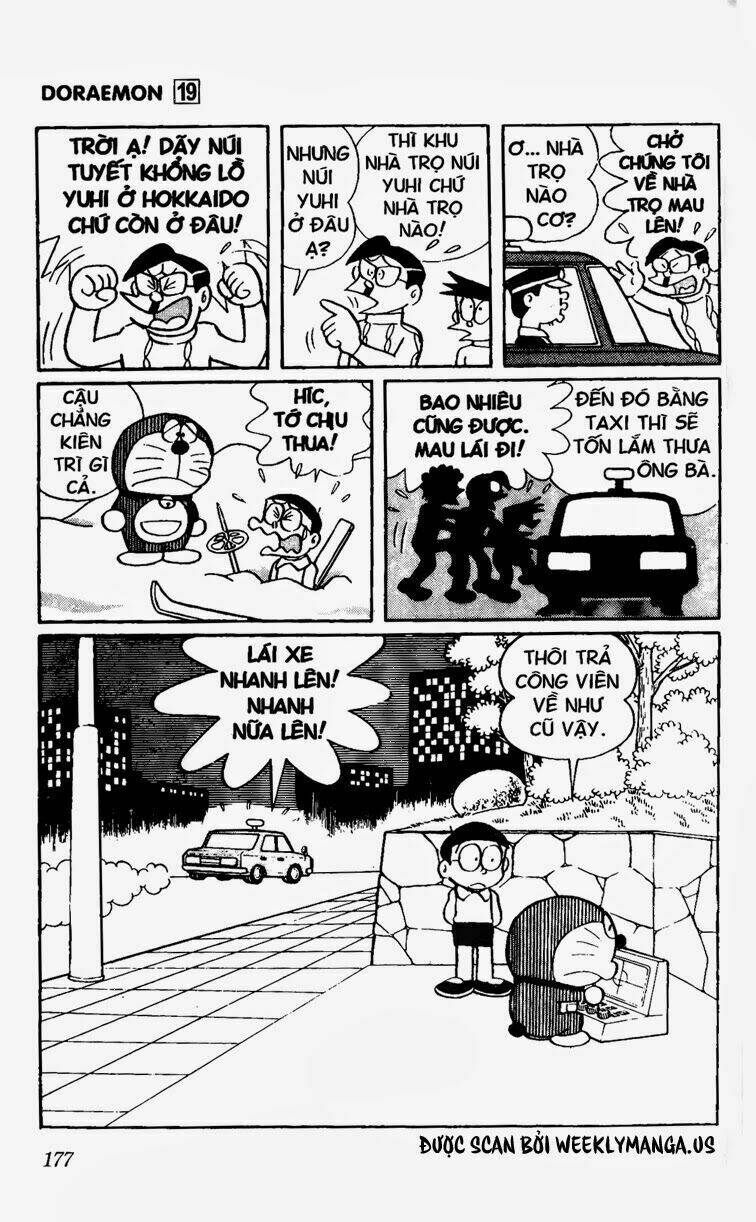 DORAEMON 19
CHỞ
CHÚNG TÔI
VỀ NHÀ
TRỌ MAU
LÊN!
Ơ... NHÀ
TRỌ
NÀO
CƠ?
THÌ KHU
NHÀ TRỌ NÚI
YUHI CHỨ
NHÀ TRỌ
NÀO!
NHƯNG
NÚI
YUHI
Ở ĐÂU
Ạ?
TRỜI Ạ! DÃY NÚI
TUYẾT KHỔNG LỒ
YUHI Ở HOKKAIDO
CHỨ CÒN Ở ĐÂU!
ĐẾN ĐÓ BẰNG
TAXI THÌ SẼ
TỐN LẮM THƯA
ÔNG BÀ.
BAO NHIÊU
CŨNG ĐƯỢC.
MAU LÁI ĐI!
HÍC,
TỚ CHỊU
THUA!
CẬU
CHẲNG
KIÊN
TRÌ GÌ
CẢ.
THÔI TRẢ
CÔNG VIÊN
VỀ NHƯ
CŨ VẬY.
LÁI XE
NHANH LÊN!
NHANH
NỮA LÊN!
177
ĐƯỢC SCAN BỞI WEEKLYMANGA.US